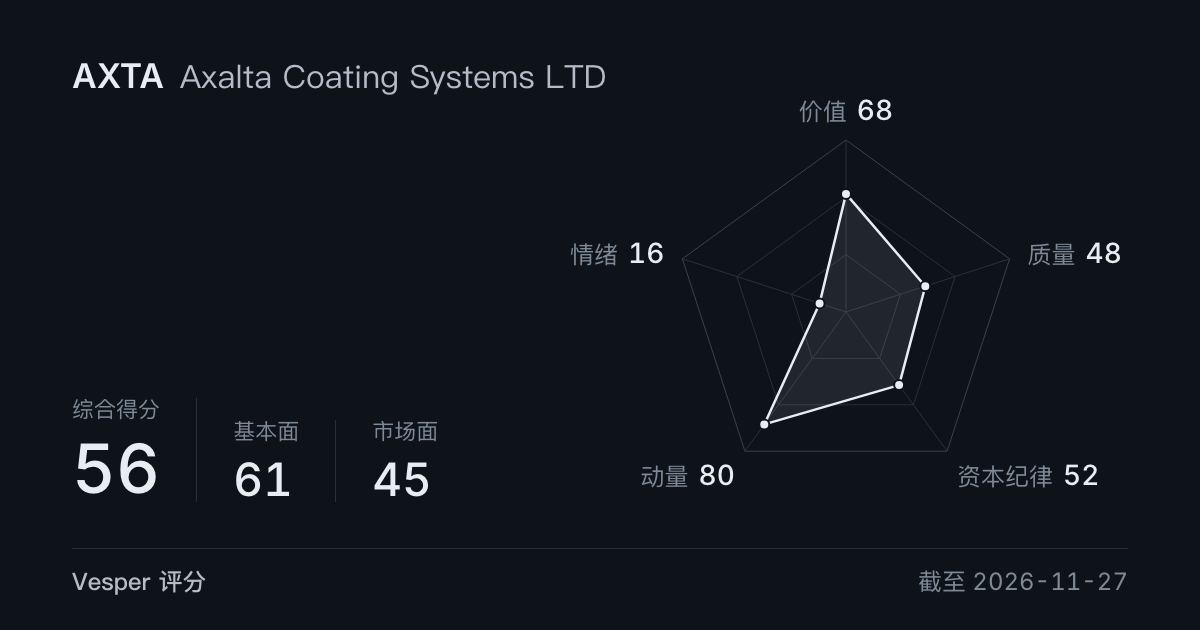 AXTA Axalta Coating Systems LTD
价值 68
情绪 16
质量 48
动量 80
资本纪律 52
综合得分
56
基本面
61
市场面
45
Vesper 评分
截至 2026-11-27